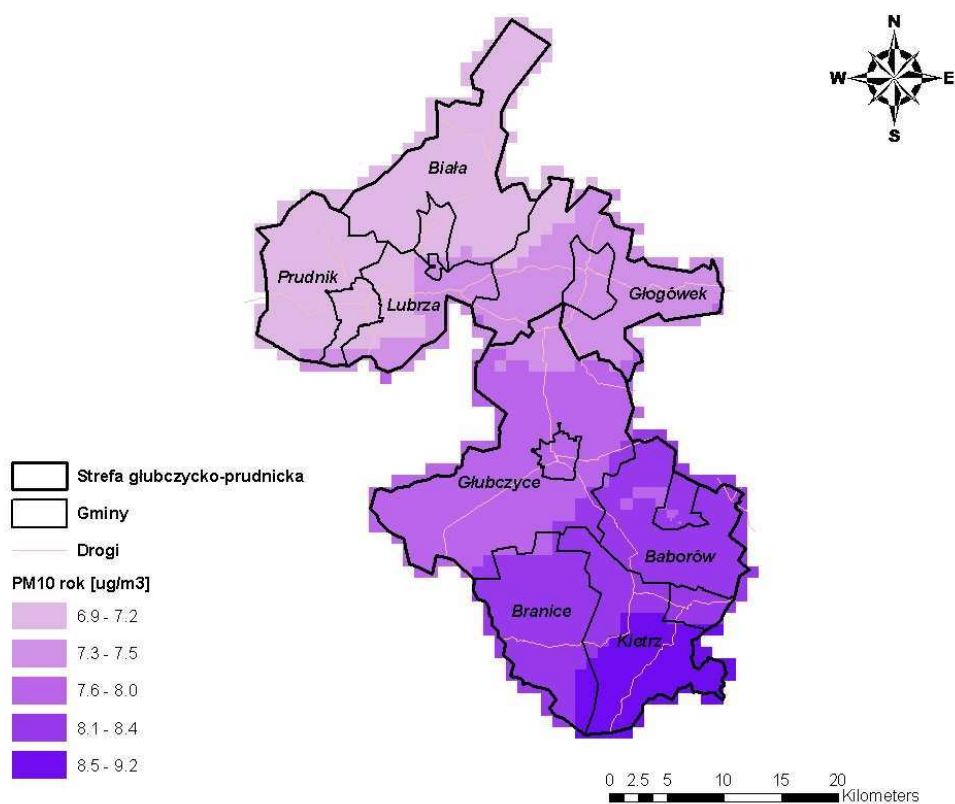 N
W E
S
Biała
Prudnik
Lubrza
Głogówek
Głubczyce
Baborów
Branice
Kietrz
Strefa głubczycko-prudnicka
Gminy
Drogi
PM10 rok [ug/m3]
6.9 - 7.2
7.3 - 7.5
7.6 - 8.0
8.1 - 8.4
8.5 - 9.2
0 2.5 5 10 15 20
Kilometers